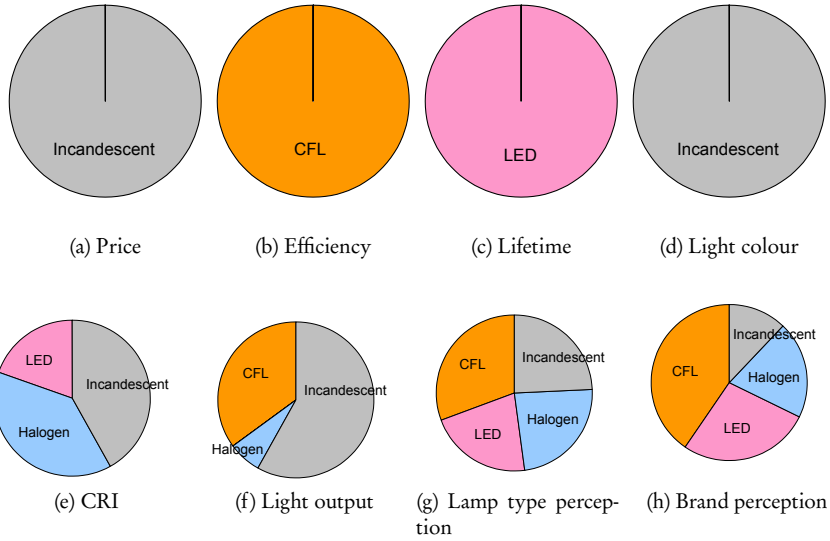 Incandescent
CFL
LED
Incandescent
(a) Price
(b) Efficiency
(c) Lifetime
(d) Light colour
LED
Incandescent
Halogen
(e) CRI
CFL
Incandescent
Halogen
(f) Light output
CFL
Incandescent
LED
Halogen
(g) Lamp type percep-
tion
Incandescent
CFL
Halogen
LED
(h) Brand perception